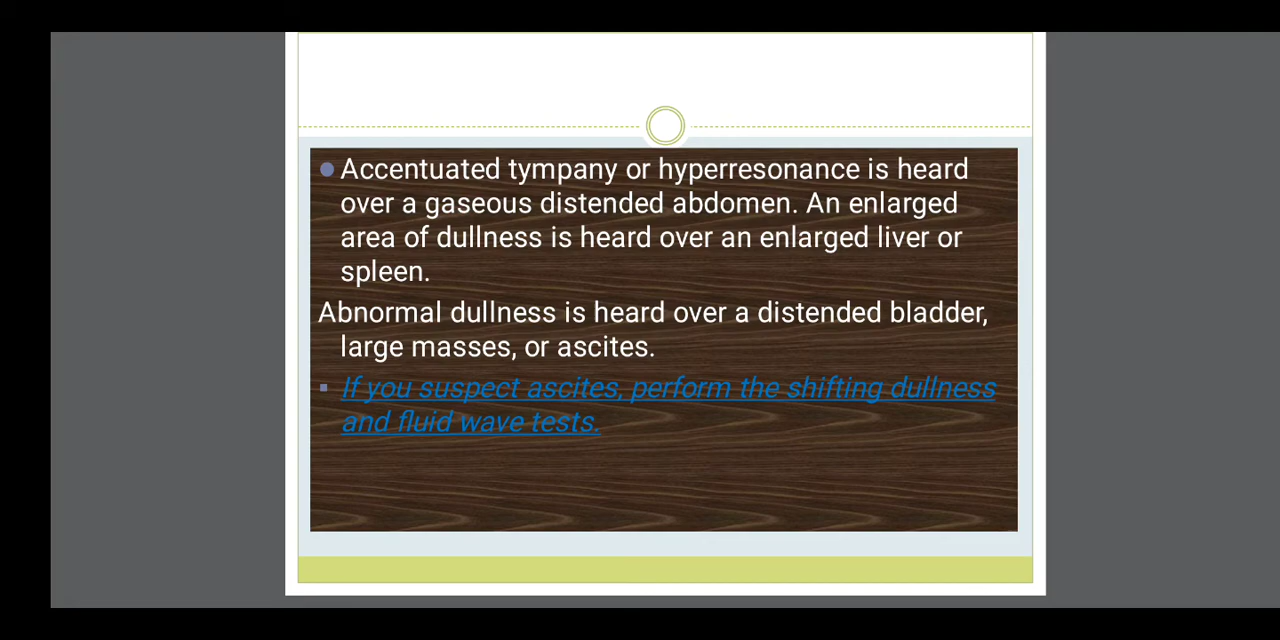 Accentuated tympany or hyperresonance is heard
over a gaseous distended abdomen. An enlarged
area of dullness is heard over an enlarged liver or
spleen.
Abnormal dullness is heard over a distended bladder,
large masses, or ascites.
If you suspect ascites, perform the shifting dullness
and fluid wave tests.